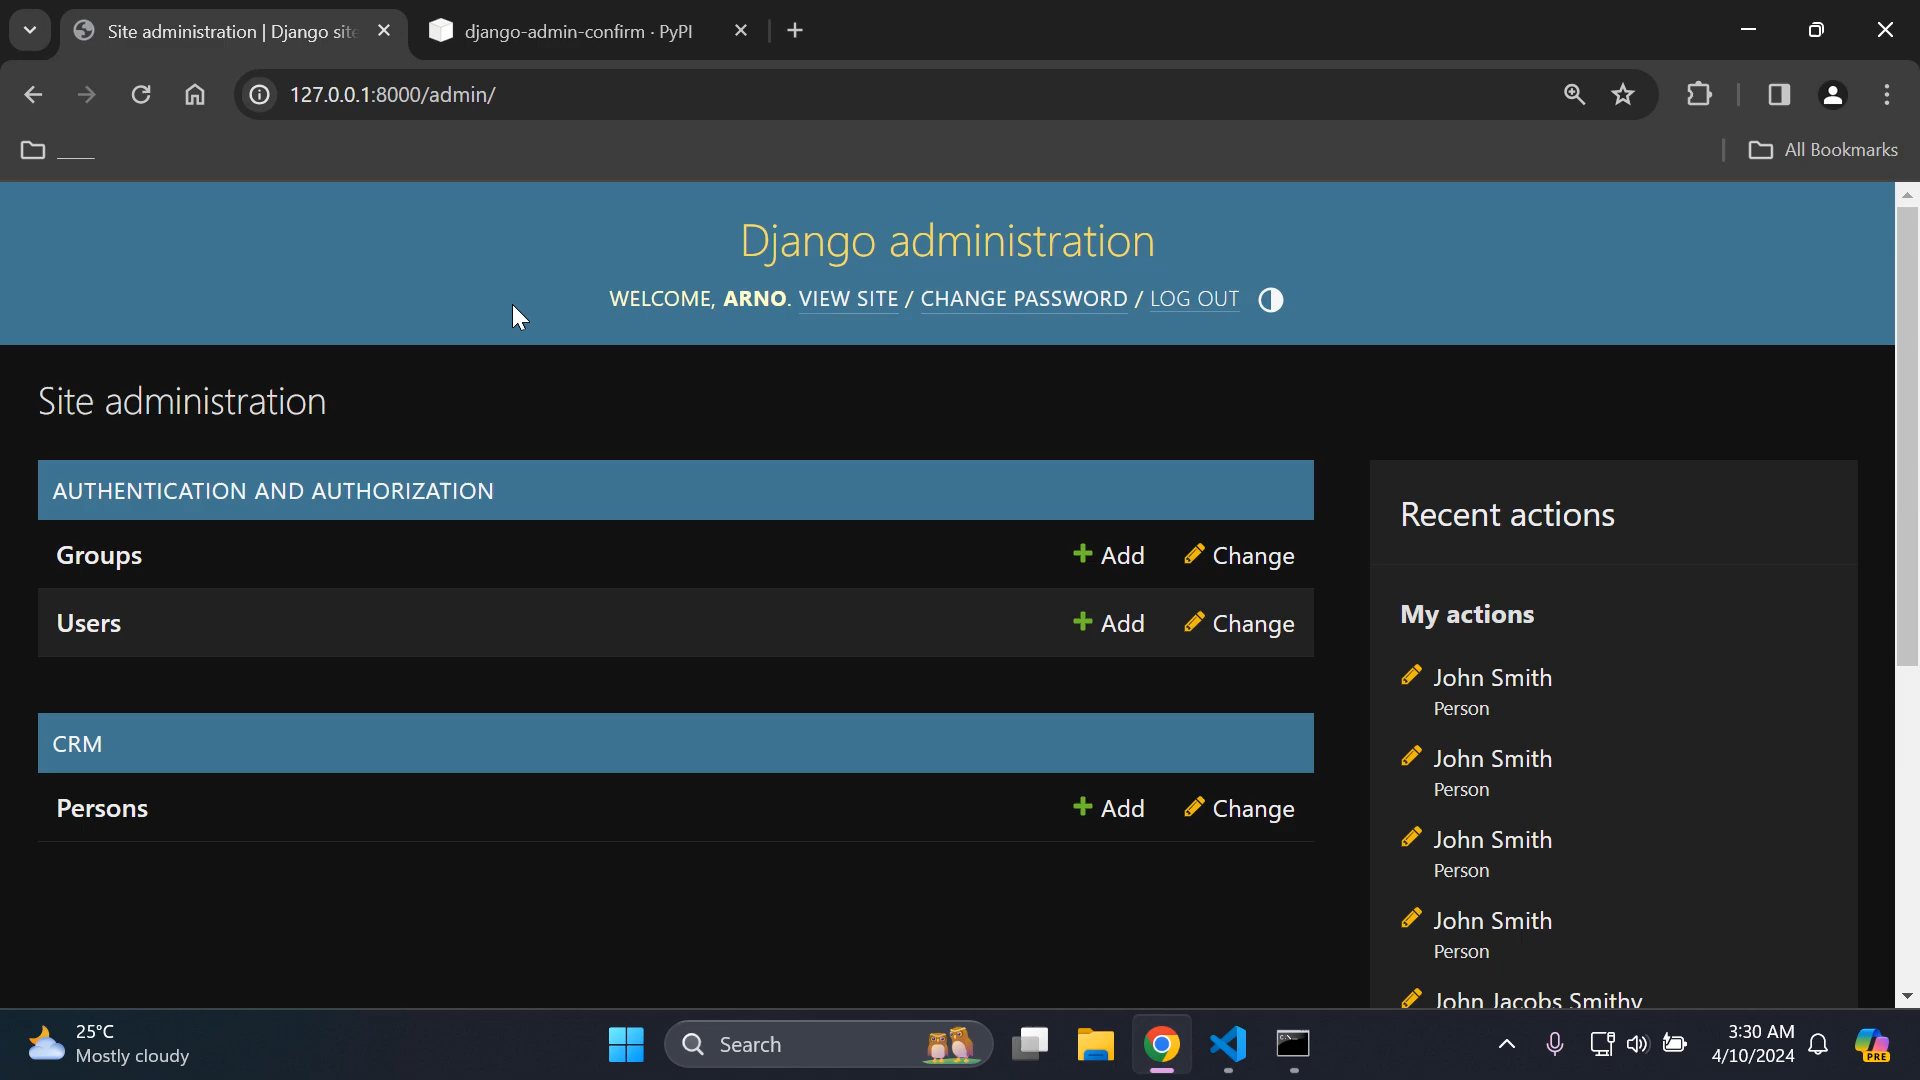 Site administration | Django site
django-admin-confirm · PyPI
127.0.0.1:8000/admin/
____
All Bookmarks
Django administration
WELCOME, ARNO. VIEW SITE / CHANGE PASSWORD / LOG OUT
Site administration
AUTHENTICATION AND AUTHORIZATION
Groups Add Change
Users Add Change
CRM
Persons Add Change
Recent actions
My actions
John Smith
Person
John Smith
Person
John Smith
Person
John Smith
Person
John Jacobs Smithy
25°C
Mostly cloudy
Search
3:30 AM
4/10/2024
PRE